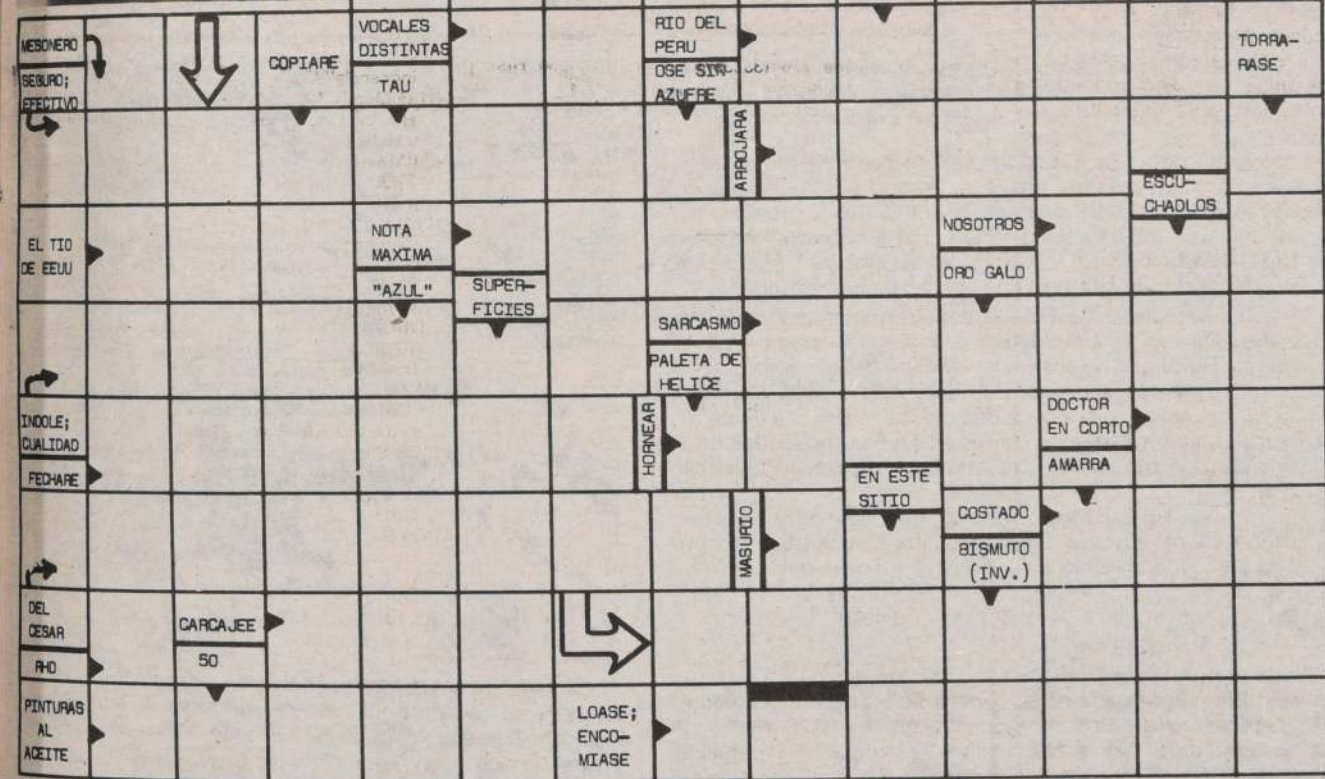 MESONERO
SEGURO;
EFECTIVO
COPIARE
VOCALES
DISTINTAS
TAU
RIO DEL
PERU
OSE SIN
AZUFRE
TORRA-
RASE
ARROJARA
ESCU-
CHADLOS
EL TIO
DE EEUU
NOTA
MAXIMA
"AZUL"
SUPER-
FICIES
NOSOTROS
ORO GALO
SARCASMO
PALETA DE
HELICE
INDOLE;
CUALIDAD
FECHARE
HORNEAR
DOCTOR
EN CORTO
AMARRA
EN ESTE
SITIO
MASURIO
COSTADO
BISMUTO
(INV.)
DEL
CESAR
RHO
CARCAJEE
50
PINTURAS
AL
ACEITE
LOASE;
ENCO-
MIASE